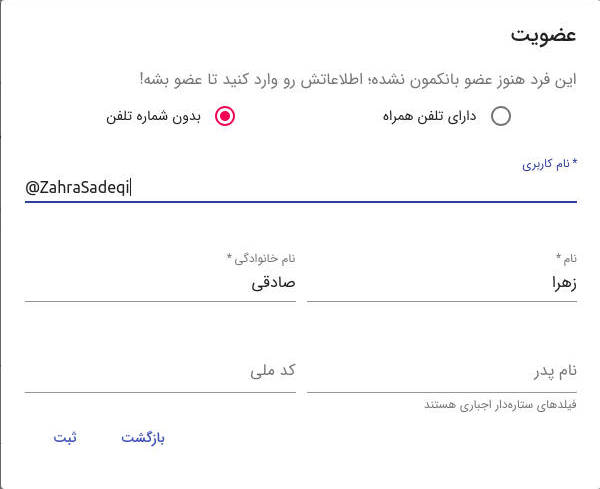 عضویت
این فرد هنوز عضو بانکمون نشده؛ اطلاعاتش رو وارد کنید تا عضو بشه!
دارای تلفن همراه
بدون شماره تلفن
نام کاربری *
@ZahraSadeqi
نام *
نام خانوادگی *
زهرا
صادقی
نام پدر
کد ملی
فیلدهای ستاره‌دار اجباری هستند
بازگشت
ثبت